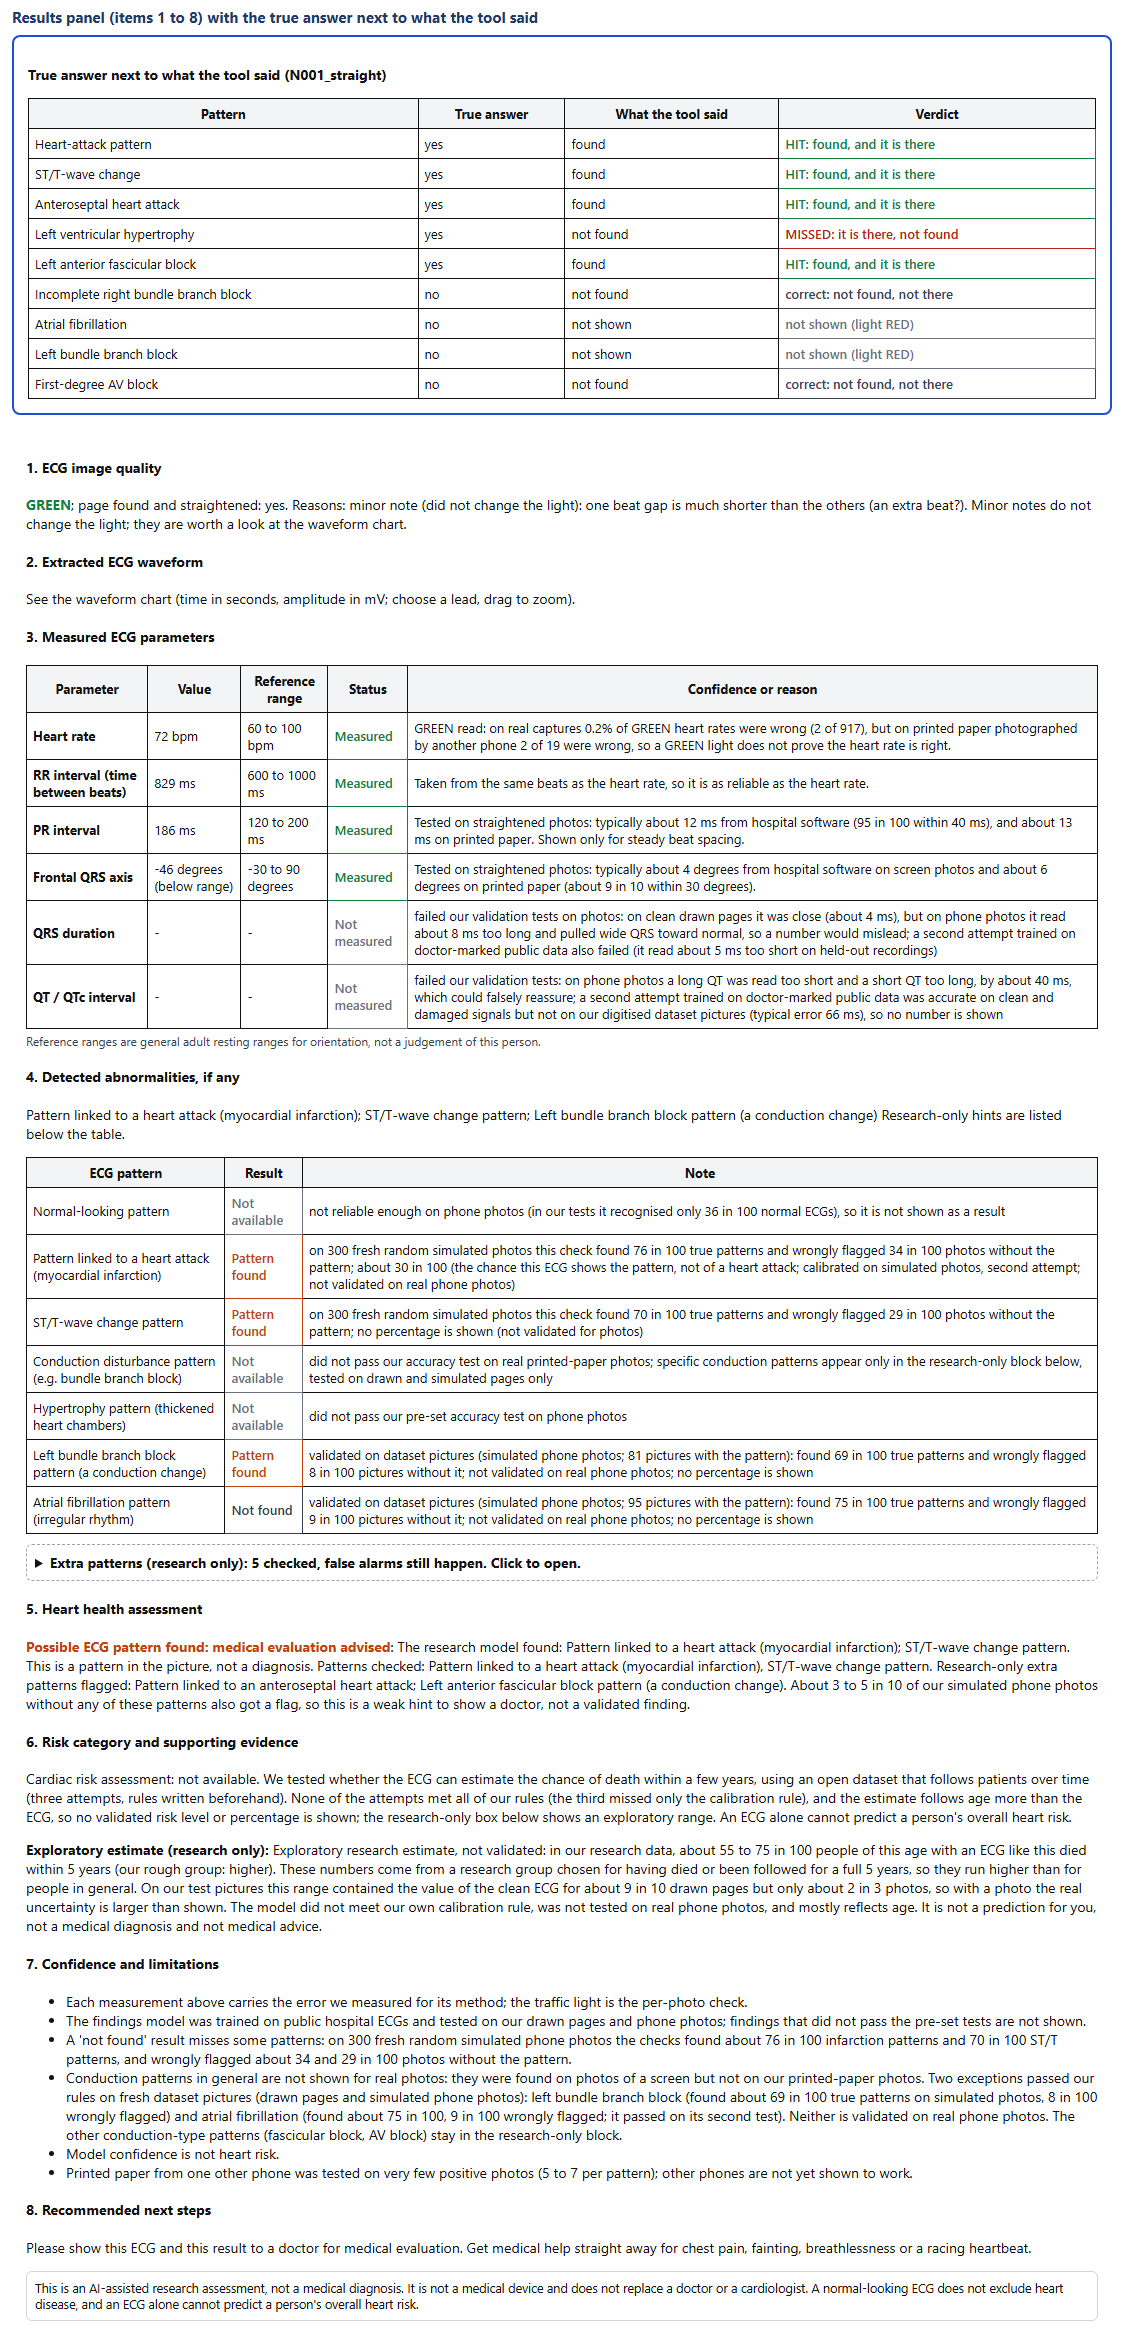 Results panel (items 1 to 8) with the true answer next to what the tool said
True answer next to what the tool said (N001_straight)
Pattern True answer What the tool said Verdict
Heart-attack pattern yes found HIT: found, and it is there
ST/T-wave change yes found HIT: found, and it is there
Anteroseptal heart attack yes found HIT: found, and it is there
Left ventricular hypertrophy yes not found MISSED: it is there, not found
Left anterior fascicular block yes found HIT: found, and it is there
Incomplete right bundle branch block no not found correct: not found, not there
Atrial fibrillation no not shown not shown (light RED)
Left bundle branch block no not shown not shown (light RED)
First-degree AV block no not found correct: not found, not there
1. ECG image quality
GREEN; page found and straightened: yes. Reasons: minor note (did not change the light): one beat gap is much shorter than the others (an extra beat?). Minor notes do not
change the light; they are worth a look at the waveform chart.
2. Extracted ECG waveform
See the waveform chart (time in seconds, amplitude in mV; choose a lead, drag to zoom).
3. Measured ECG parameters
Parameter Value Reference range Status Confidence or reason
Heart rate 72 bpm 60 to 100 bpm Measured GREEN read: on real captures 0.2% of GREEN heart rates were wrong (2 of 917), but on printed paper photographed
by another phone 2 of 19 were wrong, so a GREEN light does not prove the heart rate is right.
RR interval (time between beats) 829 ms 600 to 1000 ms Measured Taken from the same beats as the heart rate, so it is as reliable as the heart rate.
PR interval 186 ms 120 to 200 ms Measured Tested on straightened photos: typically about 12 ms from hospital software (95 in 100 within 40 ms), and about 13
ms on printed paper. Shown only for steady beat spacing.
Frontal QRS axis -46 degrees (below range) -30 to 90 degrees Measured Tested on straightened photos: typically about 4 degrees from hospital software on screen photos and about 6
degrees on printed paper (about 9 in 10 within 30 degrees).
QRS duration - - Not measured failed our validation tests on photos: on clean drawn pages it was close (about 4 ms), but on phone photos it read
about 8 ms too long and pulled wide QRS toward normal, so a number would mislead; a second attempt trained on
doctor-marked public data also failed (it read about 5 ms too short on held-out recordings)
QT / QTc interval - - Not measured failed our validation tests: on phone photos a long QT was read too short and a short QT too long, by about 40 ms,
which could falsely reassure; a second attempt trained on doctor-marked public data was accurate on clean and
damaged signals but not on our digitised dataset pictures (typical error 66 ms), so no number is shown
Reference ranges are general adult resting ranges for orientation, not a judgement of this person.
4. Detected abnormalities, if any
Pattern linked to a heart attack (myocardial infarction); ST/T-wave change pattern; Left bundle branch block pattern (a conduction change) Research-only hints are listed
below the table.
ECG pattern Result Note
Normal-looking pattern Not available not reliable enough on phone photos (in our tests it recognised only 36 in 100 normal ECGs), so it is not shown as a result
Pattern linked to a heart attack (myocardial infarction) Pattern found on 300 fresh random simulated photos this check found 76 in 100 true patterns and wrongly flagged 34 in 100 photos without the
pattern; about 30 in 100 (the chance this ECG shows the pattern, not of a heart attack; calibrated on simulated photos, second attempt;
not validated on real phone photos)
ST/T-wave change pattern Pattern found on 300 fresh random simulated photos this check found 70 in 100 true patterns and wrongly flagged 29 in 100 photos without the
pattern; no percentage is shown (not validated for photos)
Conduction disturbance pattern (e.g. bundle branch block) Not available did not pass our accuracy test on real printed-paper photos; specific conduction patterns appear only in the research-only block below,
tested on drawn and simulated pages only
Hypertrophy pattern (thickened heart chambers) Not available did not pass our pre-set accuracy test on phone photos
Left bundle branch block pattern (a conduction change) Pattern found validated on dataset pictures (simulated phone photos; 81 pictures with the pattern): found 69 in 100 true patterns and wrongly flagged
8 in 100 pictures without it; not validated on real phone photos; no percentage is shown
Atrial fibrillation pattern (irregular rhythm) Not found validated on dataset pictures (simulated phone photos; 95 pictures with the pattern): found 75 in 100 true patterns and wrongly flagged
9 in 100 pictures without it; not validated on real phone photos; no percentage is shown
▶ Extra patterns (research only): 5 checked, false alarms still happen. Click to open.
5. Heart health assessment
Possible ECG pattern found: medical evaluation advised: The research model found: Pattern linked to a heart attack (myocardial infarction); ST/T-wave change pattern.
This is a pattern in the picture, not a diagnosis. Patterns checked: Pattern linked to a heart attack (myocardial infarction), ST/T-wave change pattern. Research-only extra
patterns flagged: Pattern linked to an anteroseptal heart attack; Left anterior fascicular block pattern (a conduction change). About 3 to 5 in 10 of our simulated phone photos
without any of these patterns also got a flag, so this is a weak hint to show a doctor, not a validated finding.
6. Risk category and supporting evidence
Cardiac risk assessment: not available. We tested whether the ECG can estimate the chance of death within a few years, using an open dataset that follows patients over time
(three attempts, rules written beforehand). None of the attempts met all of our rules (the third missed only the calibration rule), and the estimate follows age more than the
ECG, so no validated risk level or percentage is shown; the research-only box below shows an exploratory range. An ECG alone cannot predict a person's overall heart risk.
Exploratory estimate (research only): Exploratory research estimate, not validated: in our research data, about 55 to 75 in 100 people of this age with an ECG like this died
within 5 years (our rough group: higher). These numbers come from a research group chosen for having died or been followed for a full 5 years, so they run higher than for
people in general. On our test pictures this range contained the value of the clean ECG for about 9 in 10 drawn pages but only about 2 in 3 photos, so with a photo the real
uncertainty is larger than shown. The model did not meet our own calibration rule, was not tested on real phone photos, and mostly reflects age. It is not a prediction for you,
not a medical diagnosis and not medical advice.
7. Confidence and limitations
• Each measurement above carries the error we measured for its method; the traffic light is the per-photo check.
• The findings model was trained on public hospital ECGs and tested on our drawn pages and phone photos; findings that did not pass the pre-set tests are not shown.
• A 'not found' result misses some patterns: on 300 fresh random simulated phone photos the checks found about 76 in 100 infarction patterns and 70 in 100 ST/T
patterns, and wrongly flagged about 34 and 29 in 100 photos without the pattern.
• Conduction patterns in general are not shown for real photos: they were found on photos of a screen but not on our printed-paper photos. Two exceptions passed our
rules on fresh dataset pictures (drawn pages and simulated phone photos): left bundle branch block (found about 69 in 100 true patterns on simulated photos, 8 in 100
wrongly flagged) and atrial fibrillation (found about 75 in 100, 9 in 100 wrongly flagged; it passed on its second test). Neither is validated on real phone photos. The
other conduction-type patterns (fascicular block, AV block) stay in the research-only block.
• Model confidence is not heart risk.
• Printed paper from one other phone was tested on very few positive photos (5 to 7 per pattern); other phones are not yet shown to work.
8. Recommended next steps
Please show this ECG and this result to a doctor for medical evaluation. Get medical help straight away for chest pain, fainting, breathlessness or a racing heartbeat.
This is an AI-assisted research assessment, not a medical diagnosis. It is not a medical device and does not replace a doctor or a cardiologist. A normal-looking ECG does not exclude heart
disease, and an ECG alone cannot predict a person's overall heart risk.